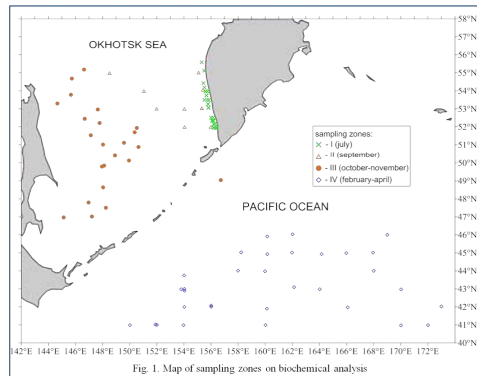 OKHOTSK SEA
PACIFIC OCEAN
sampling zones:
- I (july)
- II (september)
- III (october-november)
- IV (february-april)
58°N
57°N
56°N
55°N
54°N
53°N
52°N
51°N
50°N
49°N
48°N
47°N
46°N
45°N
44°N
43°N
42°N
41°N
40°N
142°E 144°E 146°E 148°E 150°E 152°E 154°E 156°E 158°E 160°E 162°E 164°E 166°E 168°E 170°E 172°E
Fig. 1. Map of sampling zones on biochemical analysis